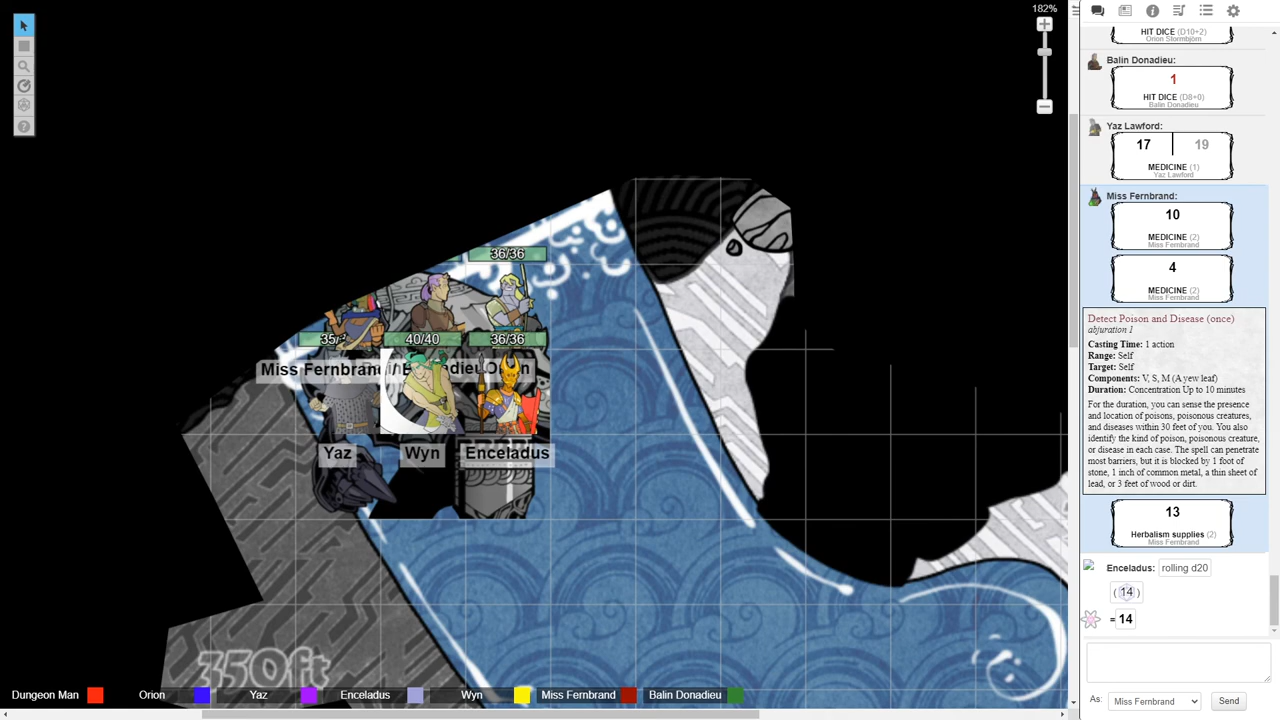 182%
36/36
35/
40/40
36/36
Miss Fernbrand
Orion
Yaz
Wyn
Enceladus
350ft
Dungeon Man
Orion
Yaz
Enceladus
Wyn
Miss Fernbrand
Balin Donadieu
HIT DICE (D10+2)
Orion Stormbjörn
Balin Donadieu:
1
HIT DICE (D8+0)
Balin Donadieu
Yaz Lawford:
17 19
MEDICINE (1)
Yaz Lawford
Miss Fernbrand:
10
MEDICINE (2)
Miss Fernbrand
4
MEDICINE (2)
Miss Fernbrand
Detect Poison and Disease (once)
abjuration 1
Casting Time: 1 action
Range: Self
Target: Self
Components: V, S, M (A yew leaf)
Duration: Concentration Up to 10 minutes
For the duration, you can sense the presence
and location of poisons, poisonous creatures,
and diseases within 30 feet of you. You also
identify the kind of poison, poisonous creature,
or disease in each case. The spell can penetrate
most barriers, but it is blocked by 1 foot of
stone, 1 inch of common metal, a thin sheet of
lead, or 3 feet of wood or dirt.
13
Herbalism supplies (2)
Miss Fernbrand
Enceladus: rolling d20
(14)
=14
As: Miss Fernbrand
Send